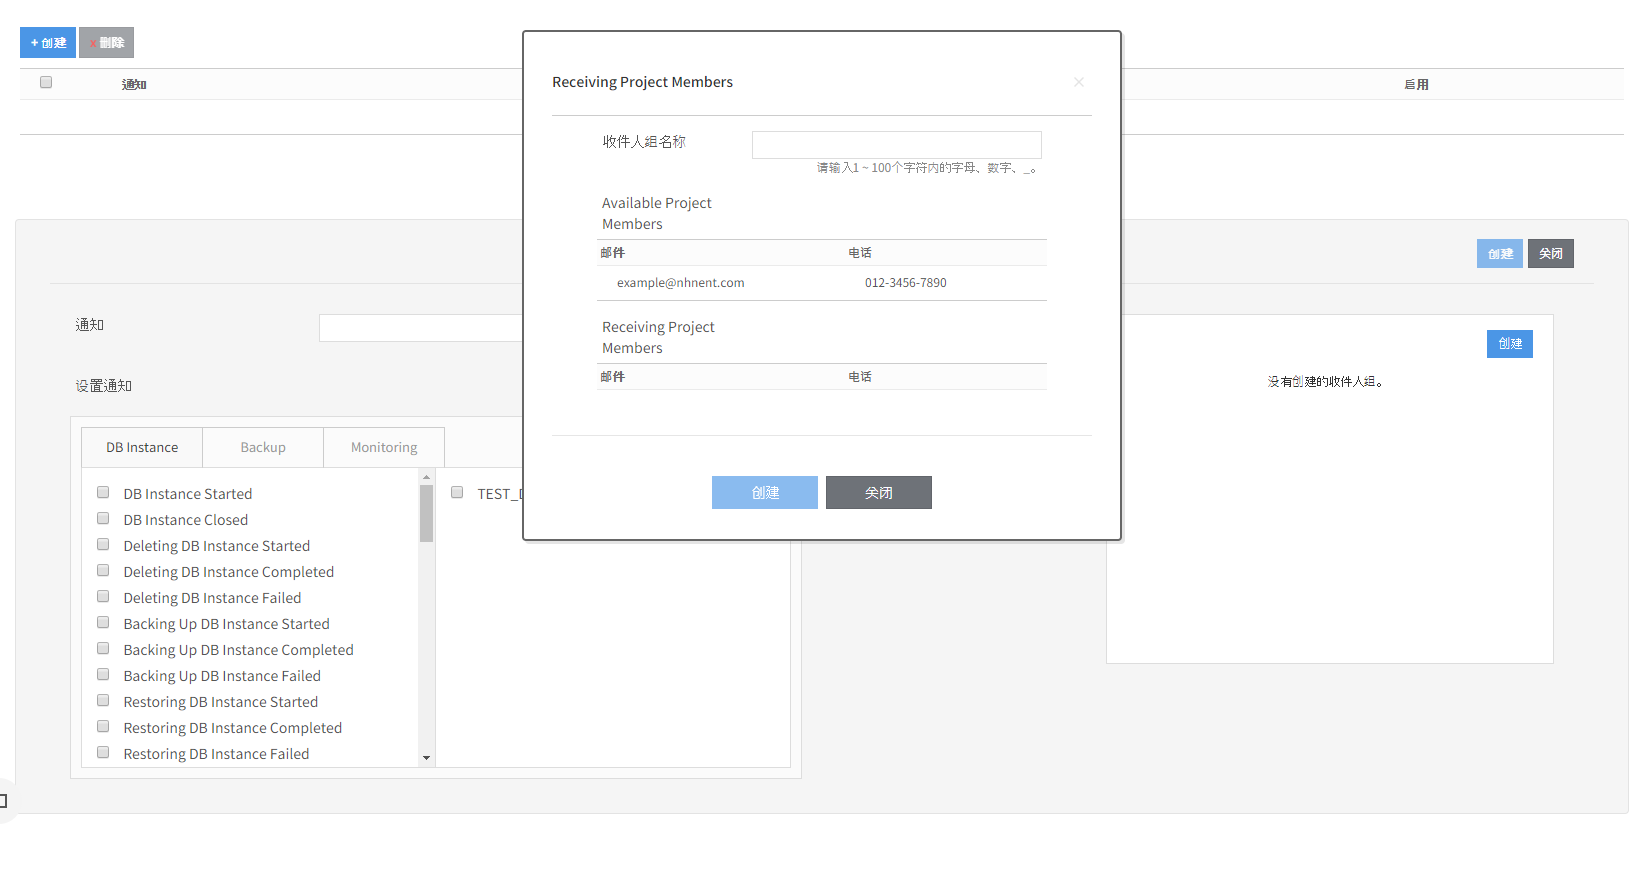 + 创建
x 删除
通知
启用
Receiving Project Members
×
收件人组名称
请输入1 ~ 100个字符内的字母、数字、_。
Available Project
Members
邮件 电话
example@nhnent.com 012-3456-7890
Receiving Project
Members
邮件 电话
创建
关闭
创建
关闭
通知
设置通知
DB Instance
Backup
Monitoring
DB Instance Started
DB Instance Closed
Deleting DB Instance Started
Deleting DB Instance Completed
Deleting DB Instance Failed
Backing Up DB Instance Started
Backing Up DB Instance Completed
Backing Up DB Instance Failed
Restoring DB Instance Started
Restoring DB Instance Completed
Restoring DB Instance Failed
TEST_
创建
没有创建的收件人组。